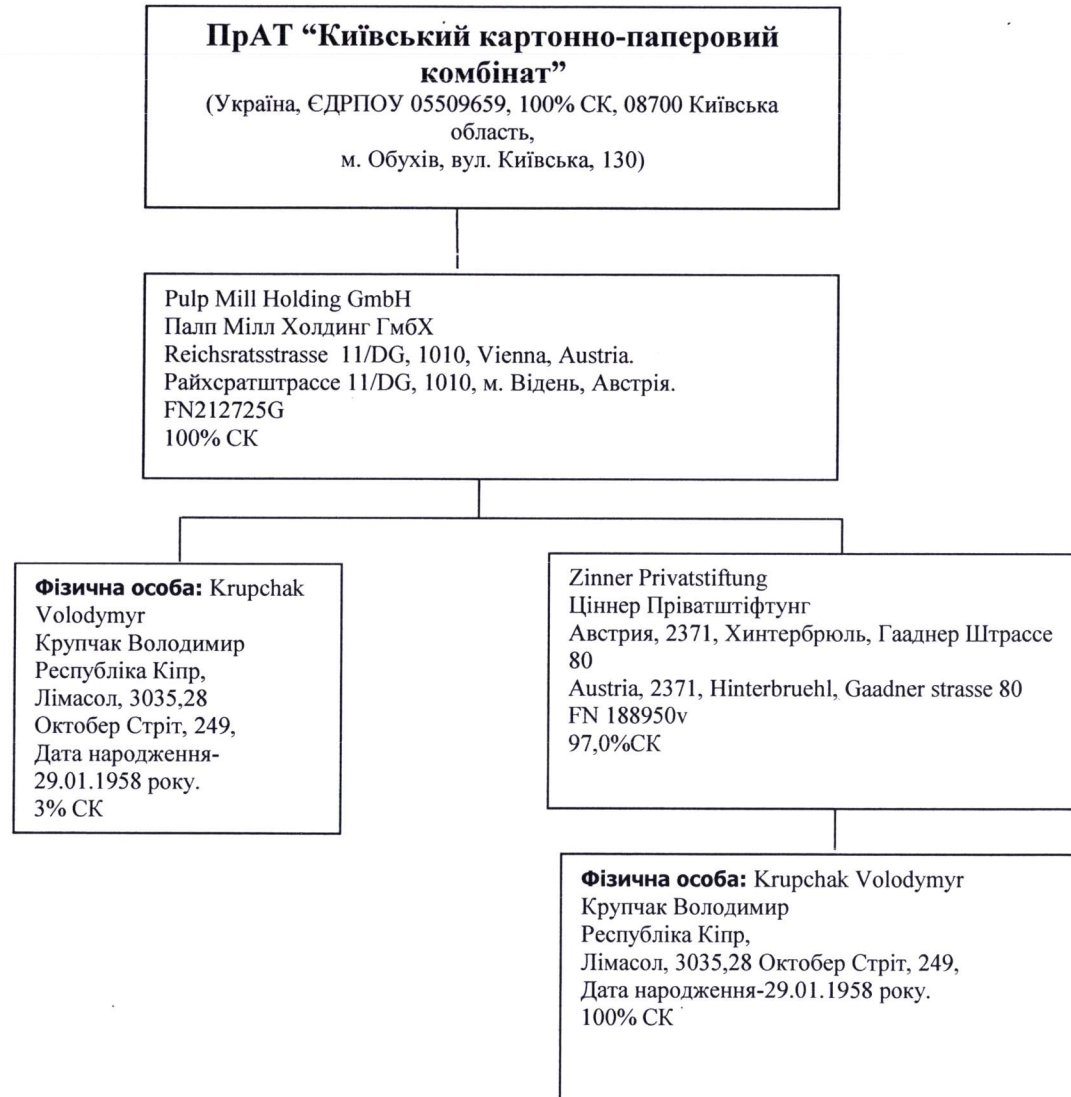 ПрАТ “Київський картонно-паперовий
комбінат”
(Україна, ЄДРПОУ 05509659, 100% СК, 08700 Київська
область,
м. Обухів, вул. Київська, 130)
Pulp Mill Holding GmbH
Палп Мілл Холдинг ГмбХ
Reichsratsstrasse 11/DG, 1010, Vienna, Austria.
Райхсратштрассе 11/DG, 1010, м. Відень, Австрія.
FN212725G
100% СК
Фізична особа: Krupchak
Volodymyr
Крупчак Володимир
Республіка Кіпр,
Лімасол, 3035,28
Октобер Стріт, 249,
Дата народження-
29.01.1958 року.
3% СК
Zinner Privatstiftung
Ціннер Пріватштіфтунг
Австрия, 2371, Хинтербрюль, Гааднер Штрассе
80
Austria, 2371, Hinterbruehl, Gaadner strasse 80
FN 188950v
97,0%СК
Фізична особа: Krupchak Volodymyr
Крупчак Володимир
Республіка Кіпр,
Лімасол, 3035,28 Октобер Стріт, 249,
Дата народження-29.01.1958 року.
100% СК